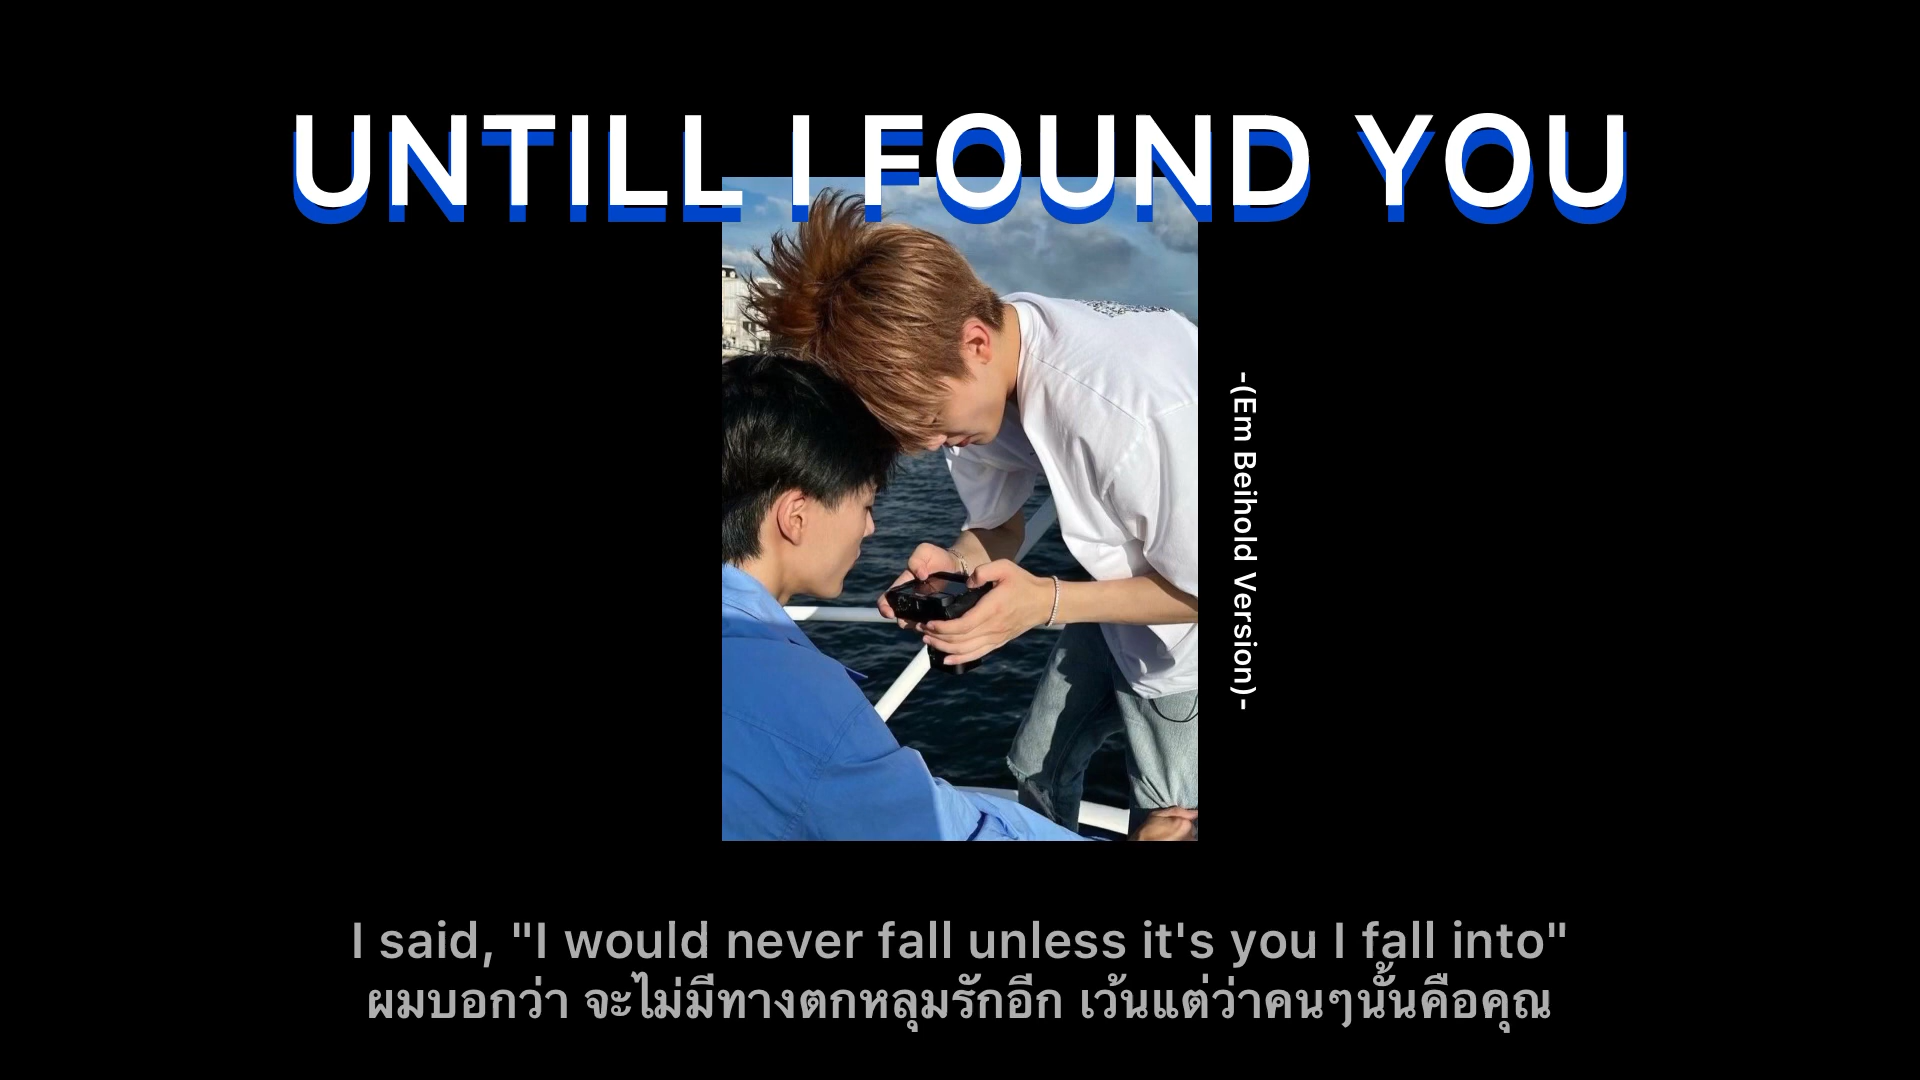 UNTILL I FOUND YOU
-(Em Beihold Version)-
I said, "I would never fall unless it's you I fall into"
ผมบอกว่า จะไม่มีทางตกหลุมรักอีก เว้นแต่ว่าคนๆนั้นคือคุณ